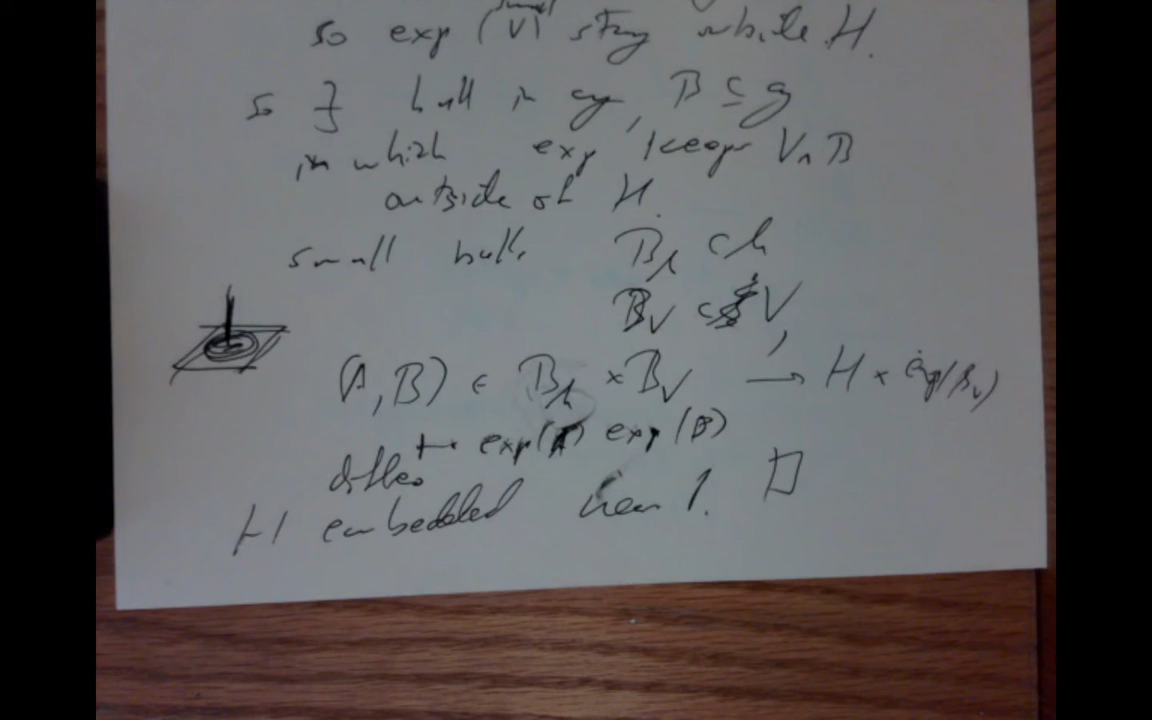 so exp (V) stay outside H.
so ∃ ball in 𝔤, B ⊆ 𝔤
in which exp keeps V ∩ B
outside of H.
small balls B_h ⊂ h
B_V ⊂ V,
(A, B) ∈ B_h × B_V → H × exp(B_V)
↦ exp(A) exp(B)
diffeo
H embedded near 1. □